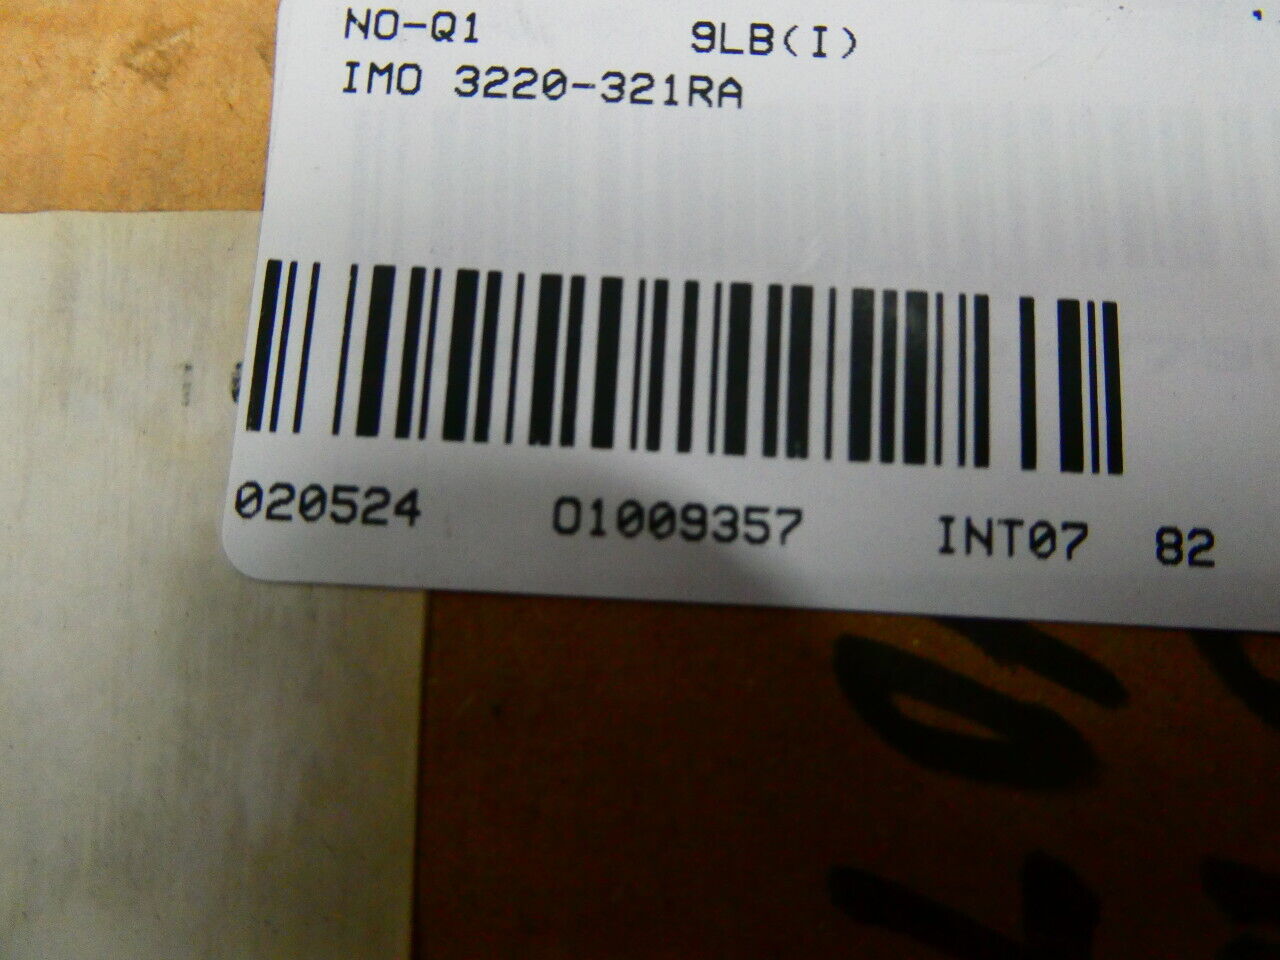 NO-Q1 9LB(I)
IMO 3220-321RA
020524 01009357 INT07 82